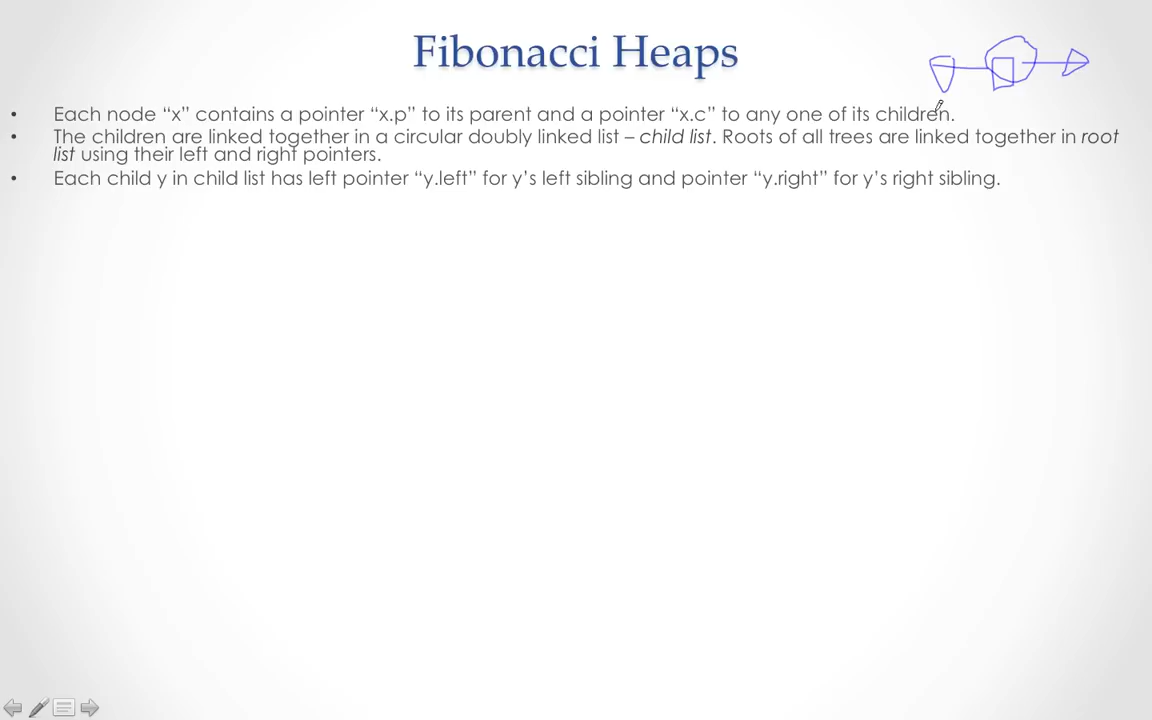 Fibonacci Heaps
• Each node “x” contains a pointer “x.p” to its parent and a pointer “x.c” to any one of its children.
• The children are linked together in a circular doubly linked list – child list. Roots of all trees are linked together in root
list using their left and right pointers.
• Each child y in child list has left pointer “y.left” for y’s left sibling and pointer “y.right” for y’s right sibling.